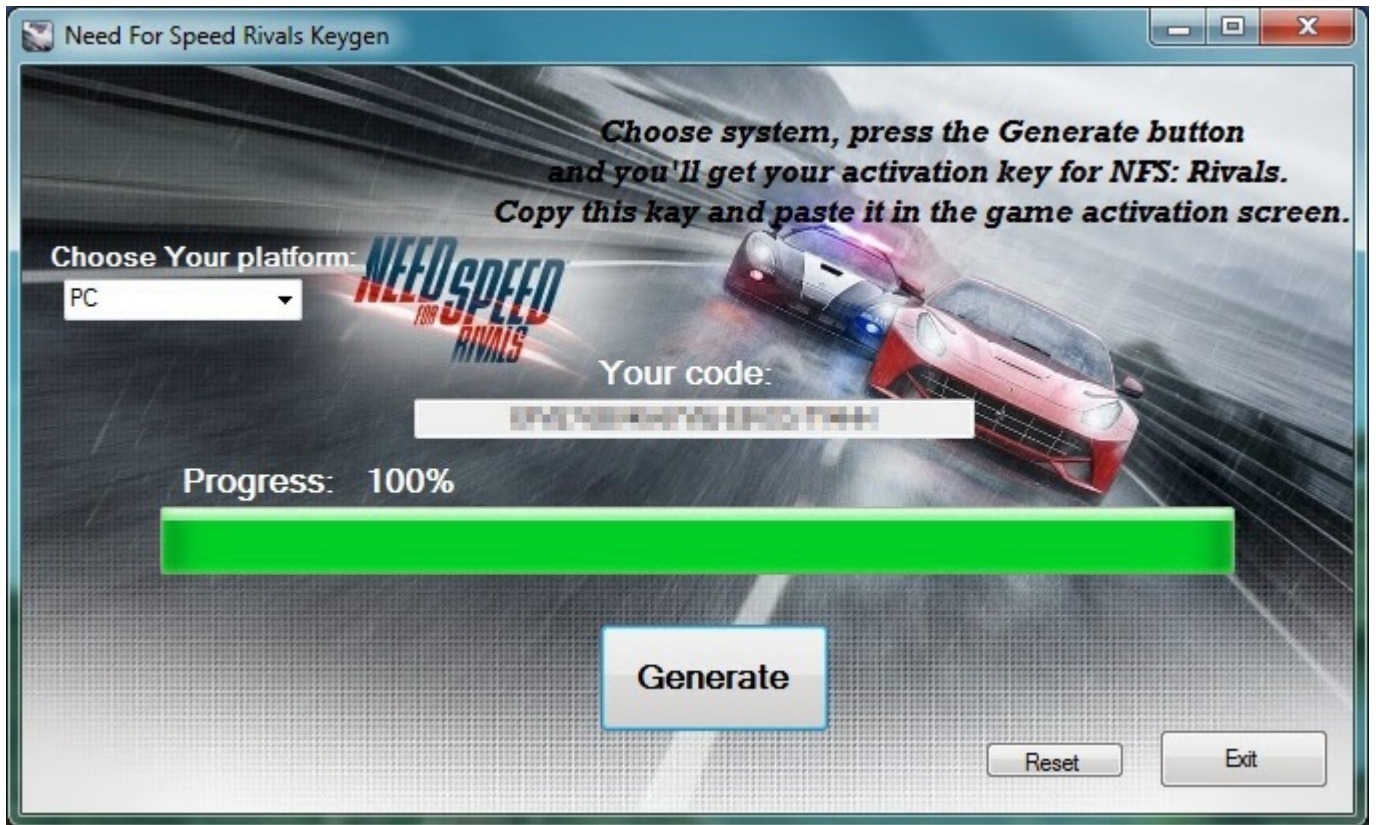 Need For Speed Rivals Keygen
Choose system, press the Generate button
and you'll get your activation key for NFS: Rivals.
Copy this kay and paste it in the game activation screen.
Choose Your platform:
PC
NEED FOR SPEED
RIVALS
Your code:
Progress: 100%
Generate
Reset
Exit